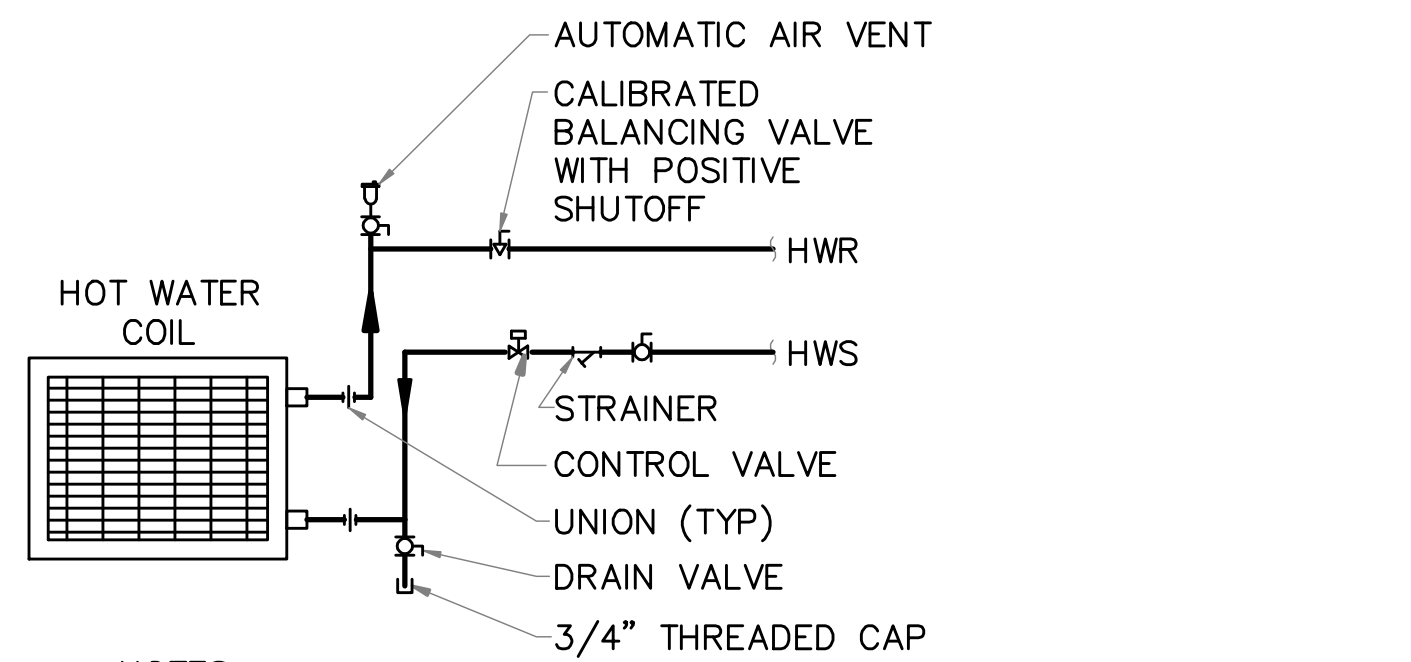 AUTOMATIC AIR VENT
CALIBRATED
BALANCING VALVE
WITH POSITIVE
SHUTOFF
HWR
HOT WATER
COIL
HWS
STRAINER
CONTROL VALVE
UNION (TYP)
DRAIN VALVE
3/4” THREADED CAP